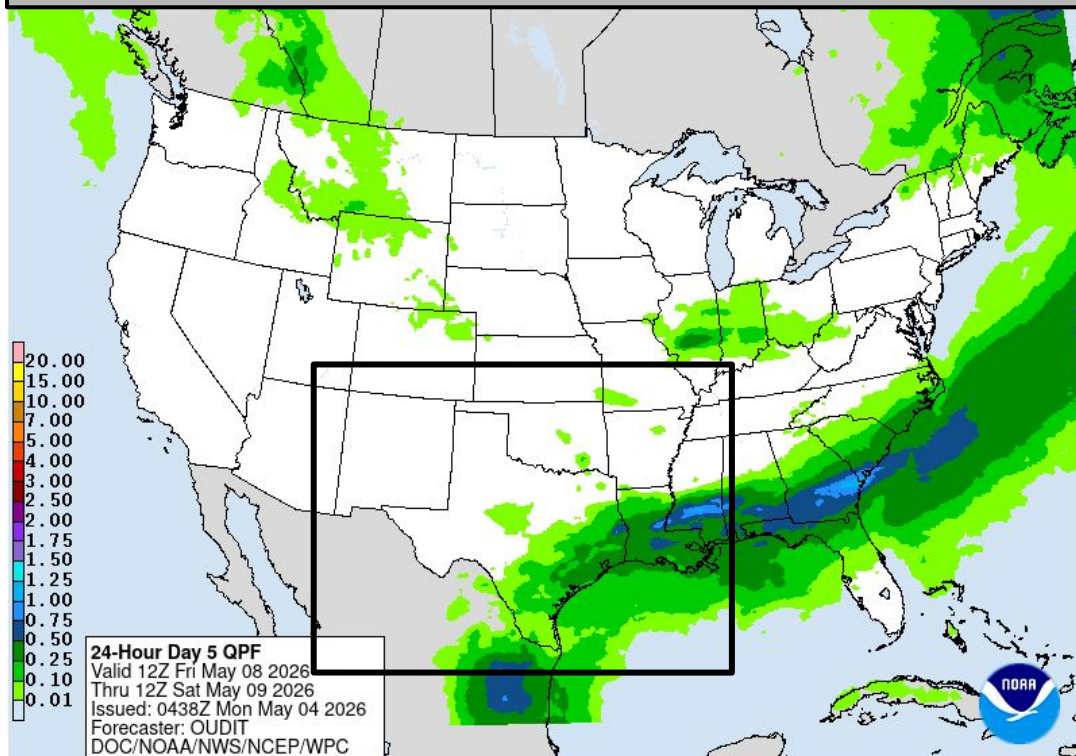 20.00
15.00
10.00
7.00
5.00
4.00
3.00
2.50
2.00
1.75
1.50
1.25
1.00
0.75
0.50
0.25
0.10
0.01
24-Hour Day 5 QPF
Valid 12Z Fri May 08 2026
Thru 12Z Sat May 09 2026
Issued: 0438Z Mon May 04 2026
Forecaster: OUDIT
DOC/NOAA/NWS/NCEP/WPC
NOAA